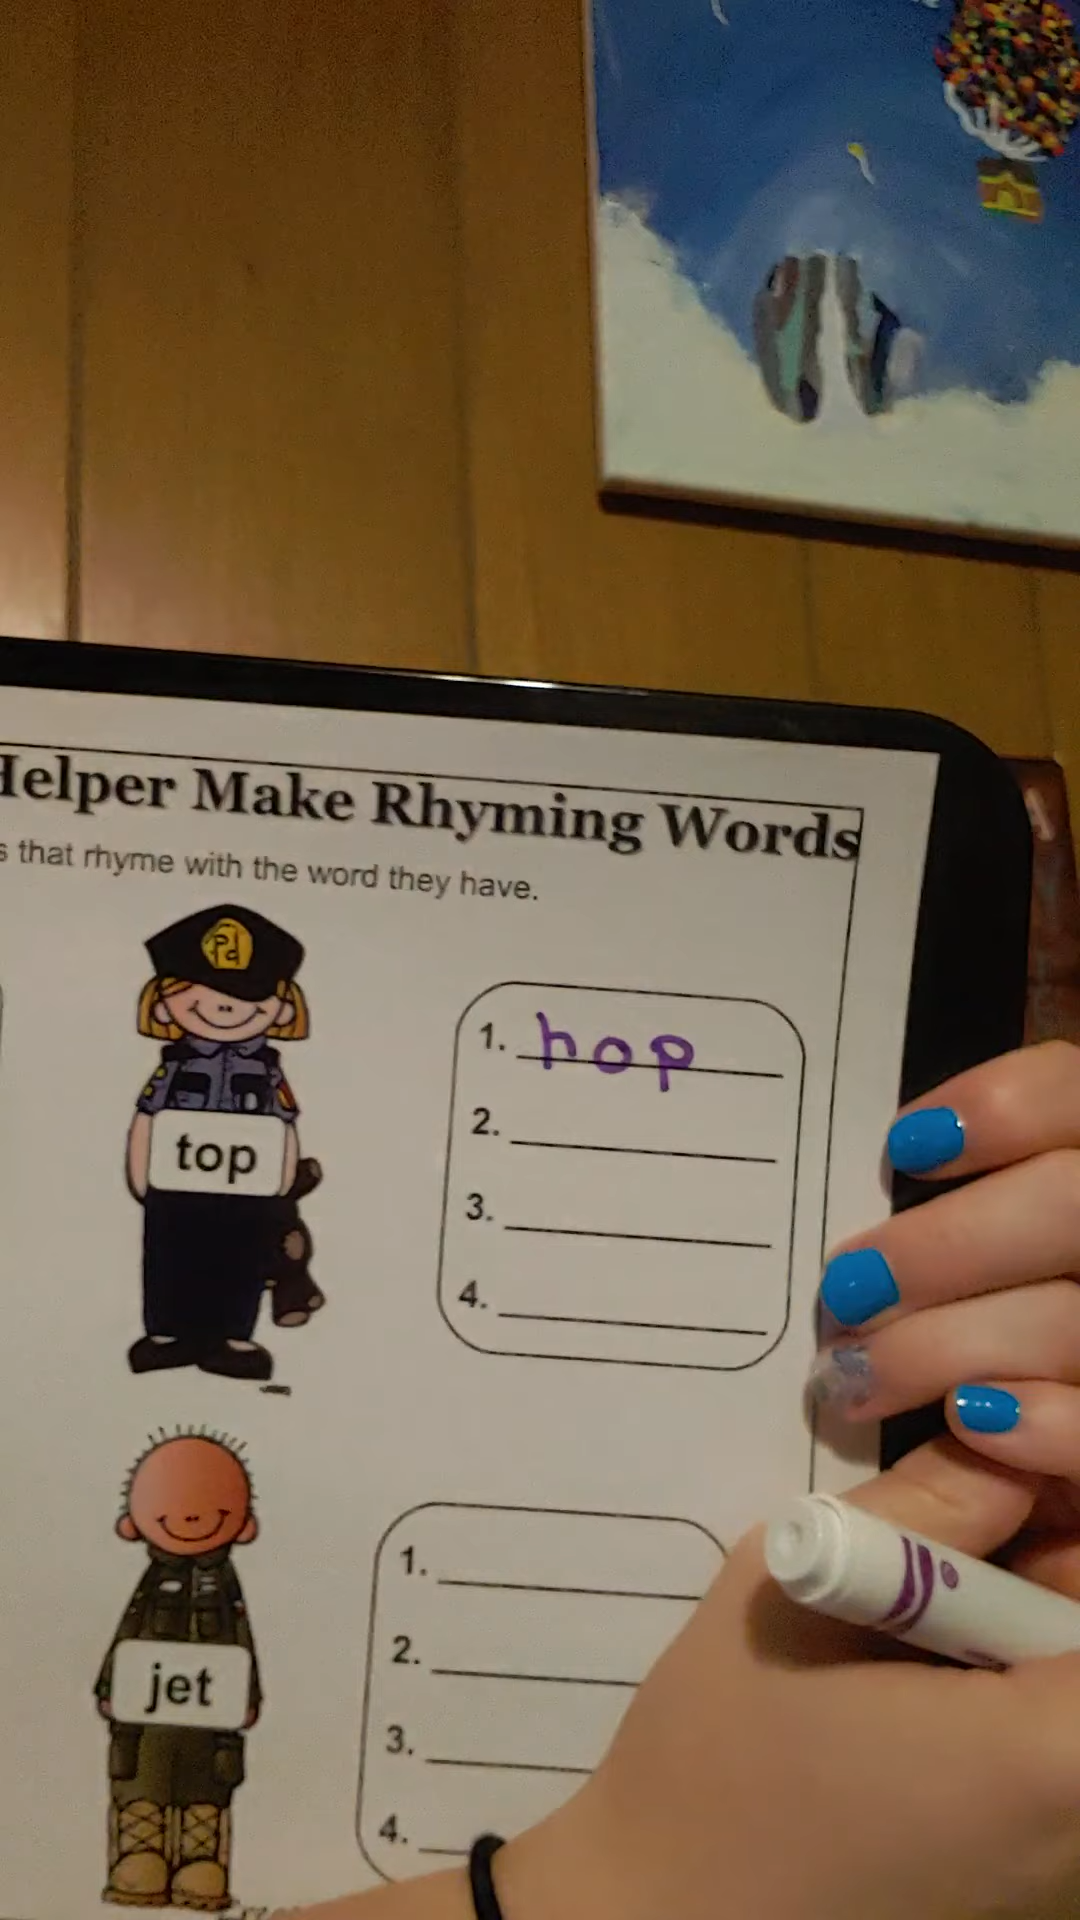 Helper Make Rhyming Words
s that rhyme with the word they have.
Pd
top
1. hop
2.
3.
4.
jet
1.
2.
3.
4.